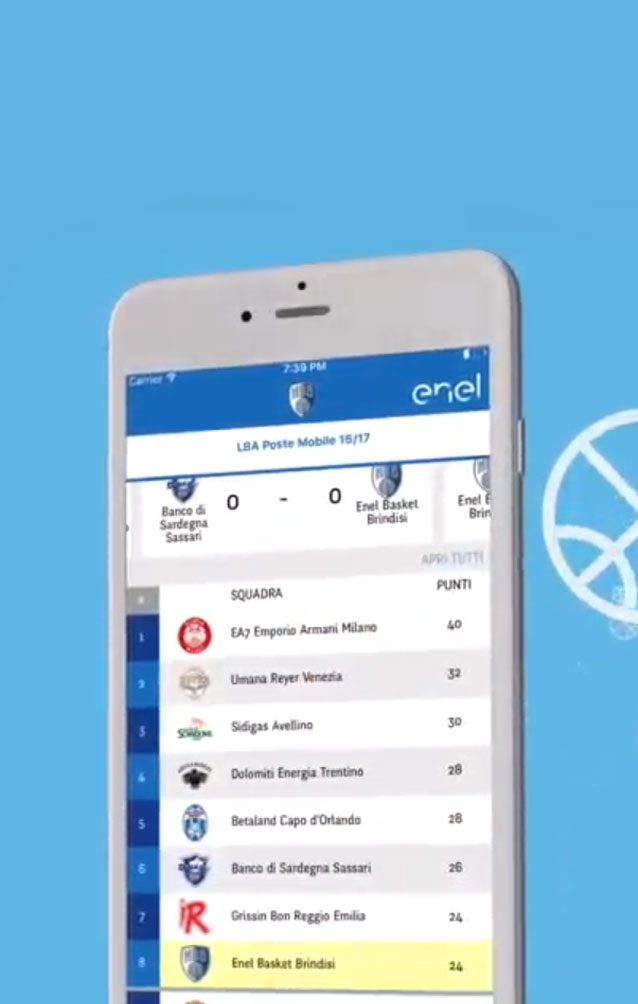 Carrier 7:39 PM
enel
LBA Poste Mobile 16/17
Banco di Sardegna Sassari 0 - 0 Enel Basket Brindisi
APRI TUTTI
# SQUADRA PUNTI
1 EA7 Emporio Armani Milano 40
2 Umana Reyer Venezia 32
3 Sidigas Avellino 30
4 Dolomiti Energia Trentino 28
5 Betaland Capo d'Orlando 28
6 Banco di Sardegna Sassari 26
7 Grissin Bon Reggio Emilia 24
8 Enel Basket Brindisi 24